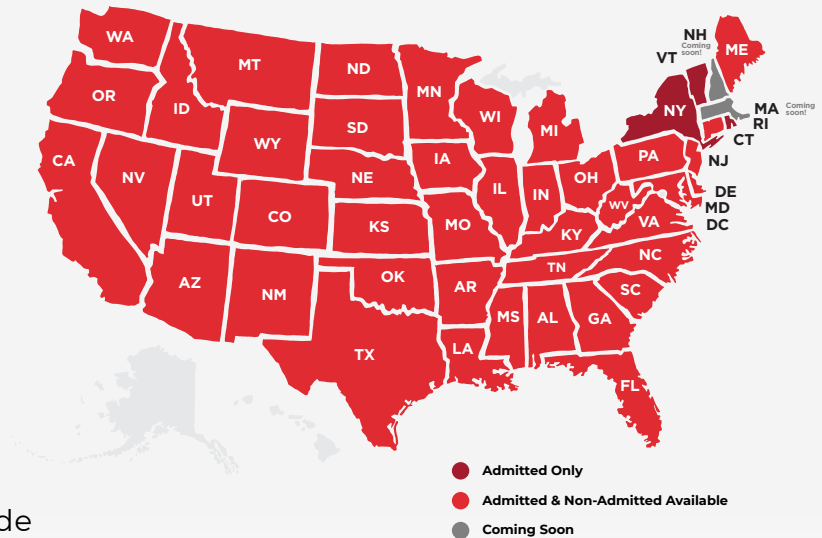 NH
Coming
soon!
WA
ME
VT
MT
ND
MN
OR
ID
NY
MA
Coming
soon!
RI
WI
SD
MI
CT
WY
IA
PA
CA
NJ
NV
NE
OH
IL
IN
DE
UT
WV
MD
CO
VA
DC
KS
MO
KY
NC
TN
OK
AZ
AR
SC
NM
MS
AL
GA
LA
TX
FL
Admitted Only
Admitted & Non-Admitted Available
Coming Soon
de